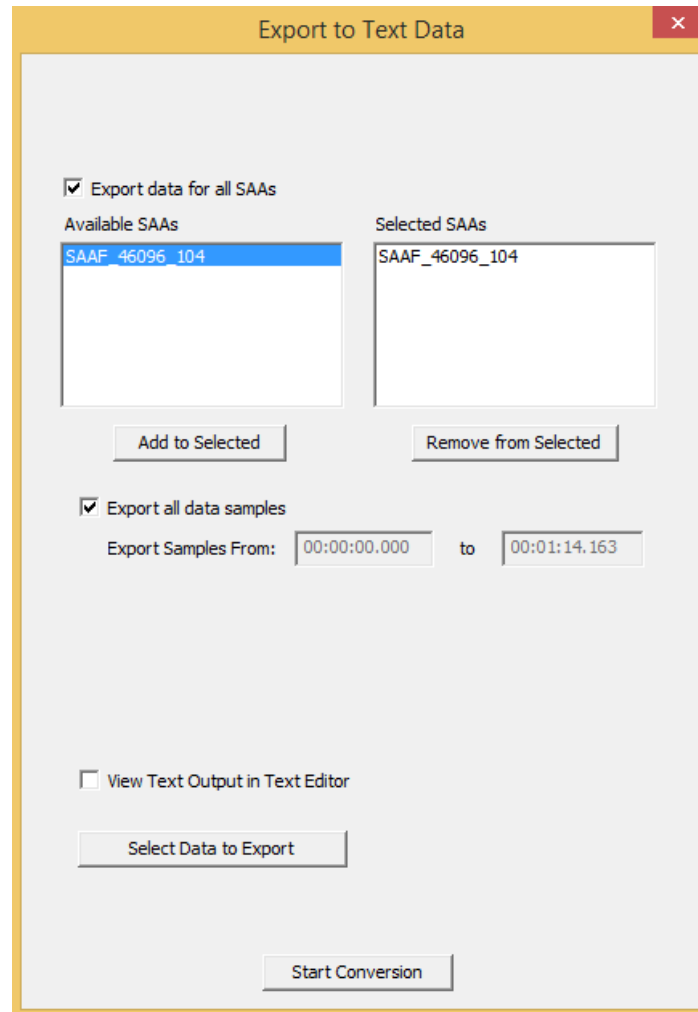 Export to Text Data
Export data for all SAAs
Available SAAs
Selected SAAs
SAAF_46096_104
SAAF_46096_104
Add to Selected
Remove from Selected
Export all data samples
Export Samples From: 00:00:00.000 to 00:01:14.163
View Text Output in Text Editor
Select Data to Export
Start Conversion